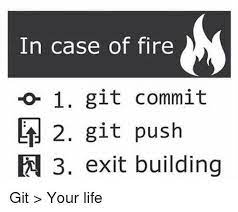 In case of fire
1. git commit
2. git push
3. exit building
Git > Your life